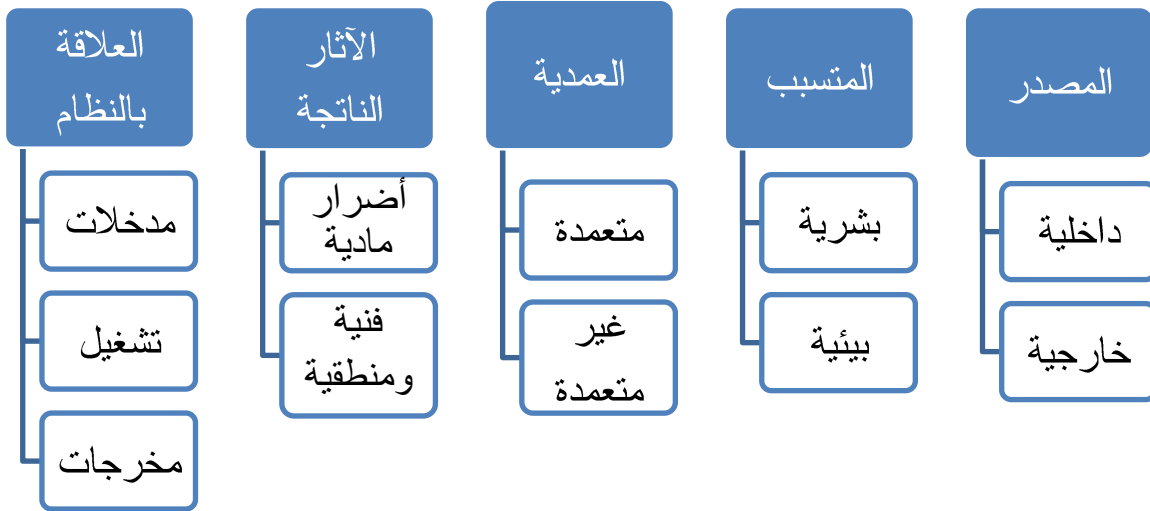 المصدر
داخلية
خارجية
المتسبب
بشرية
بيئية
العمدية
متعمدة
غير
متعمدة
الآثار
الناتجة
أضرار
مادية
فنية
ومنطقية
العلاقة
بالنظام
مدخلات
تشغيل
مخرجات